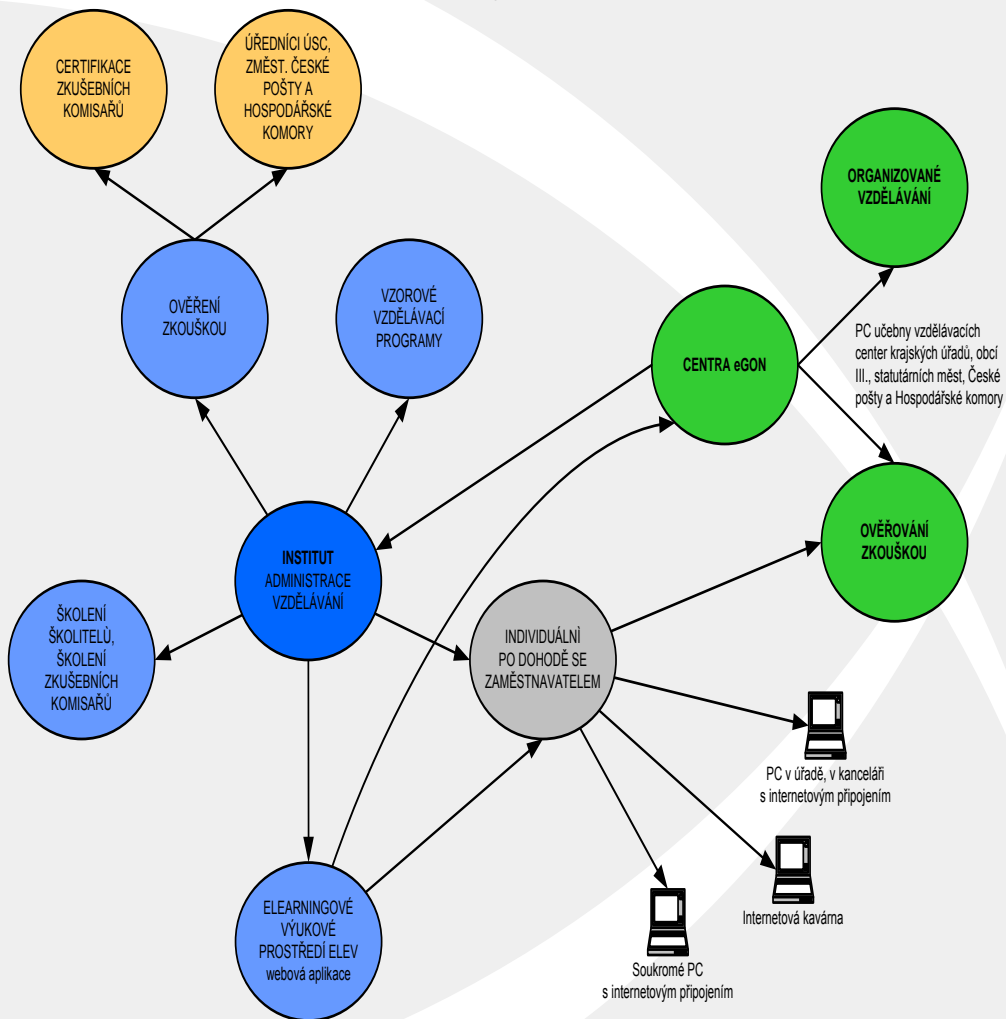 CERTIFIKACE
ZKUŠEBNÍCH
KOMISAŘŮ
ÚŘEDNÍCI ÚSC,
ZMĚST. ČESKÉ
POŠTY A
HOSPODÁŘSKÉ
KOMORY
ORGANIZOVANÉ
VZDĚLÁVÁNÍ
OVĚŘENÍ
ZKOUŠKOU
VZOROVÉ
VZDĚLÁVACÍ
PROGRAMY
CENTRA eGON
PC učebny vzdělávacích
center krajských úřadů, obcí
III., statutárních měst, České
pošty a Hospodářské komory
OVĚŘOVÁNÍ
ZKOUŠKOU
INSTITUT
ADMINISTRACE
VZDĚLÁVÁNÍ
ŠKOLENÍ
ŠKOLITELÙ,
ŠKOLENÍ
ZKUŠEBNÍCH
KOMISAŘŮ
INDIVIDUÁLNÌ
PO DOHODĚ SE
ZAMĚSTNAVATELEM
PC v úřadě, v kanceláři
s internetovým připojením
Internetová kavárna
Soukromé PC
s internetovým připojením
ELEARNINGOVÉ
VÝUKOVÉ
PROSTŘEDÍ ELEV
webová aplikace